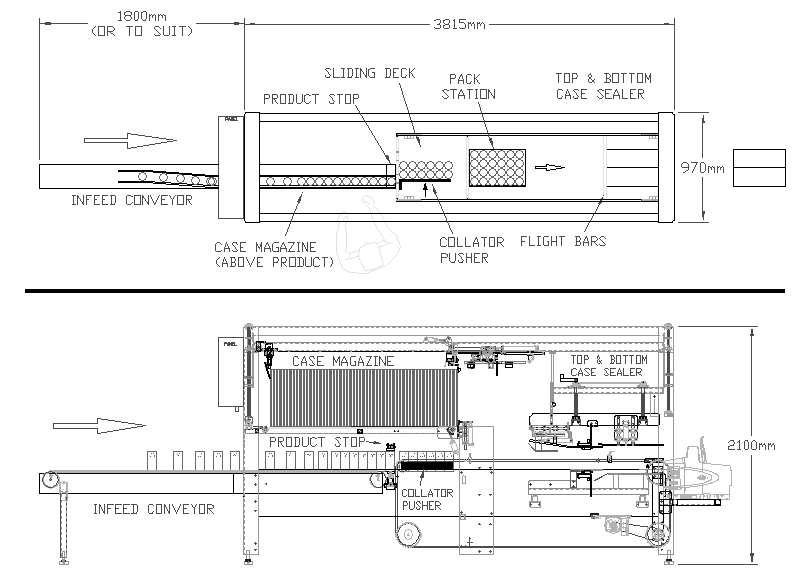 1800mm
(OR TO SUIT)
3815mm
SLIDING DECK
PACK
STATION
TOP & BOTTOM
CASE SEALER
PRODUCT STOP
PANEL
970mm
INFEED CONVEYOR
CASE MAGAZINE
(ABOVE PRODUCT)
COLLATOR
PUSHER
FLIGHT BARS
PANEL
CASE MAGAZINE
TOP & BOTTOM
CASE SEALER
PRODUCT STOP
2100mm
COLLATOR
PUSHER
INFEED CONVEYOR